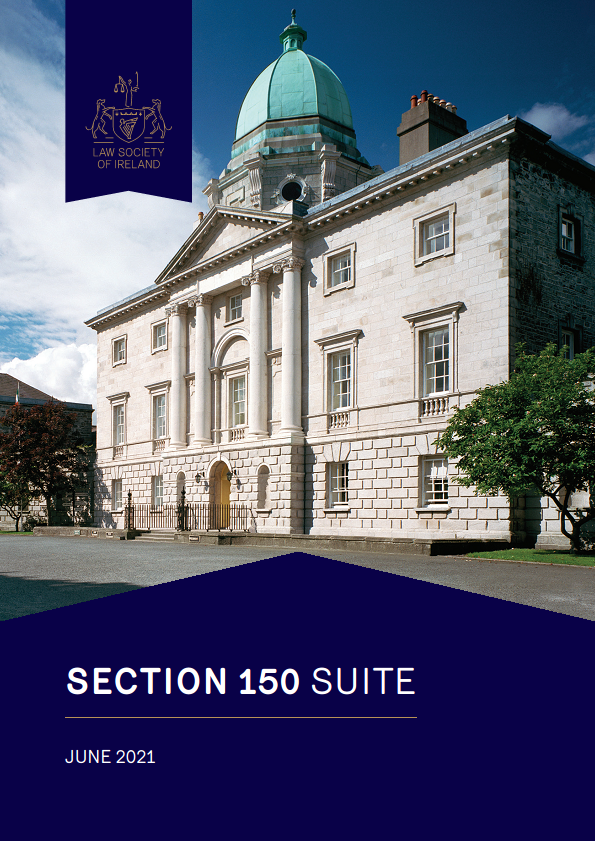 LAW SOCIETY
OF IRELAND
SECTION 150 SUITE
JUNE 2021